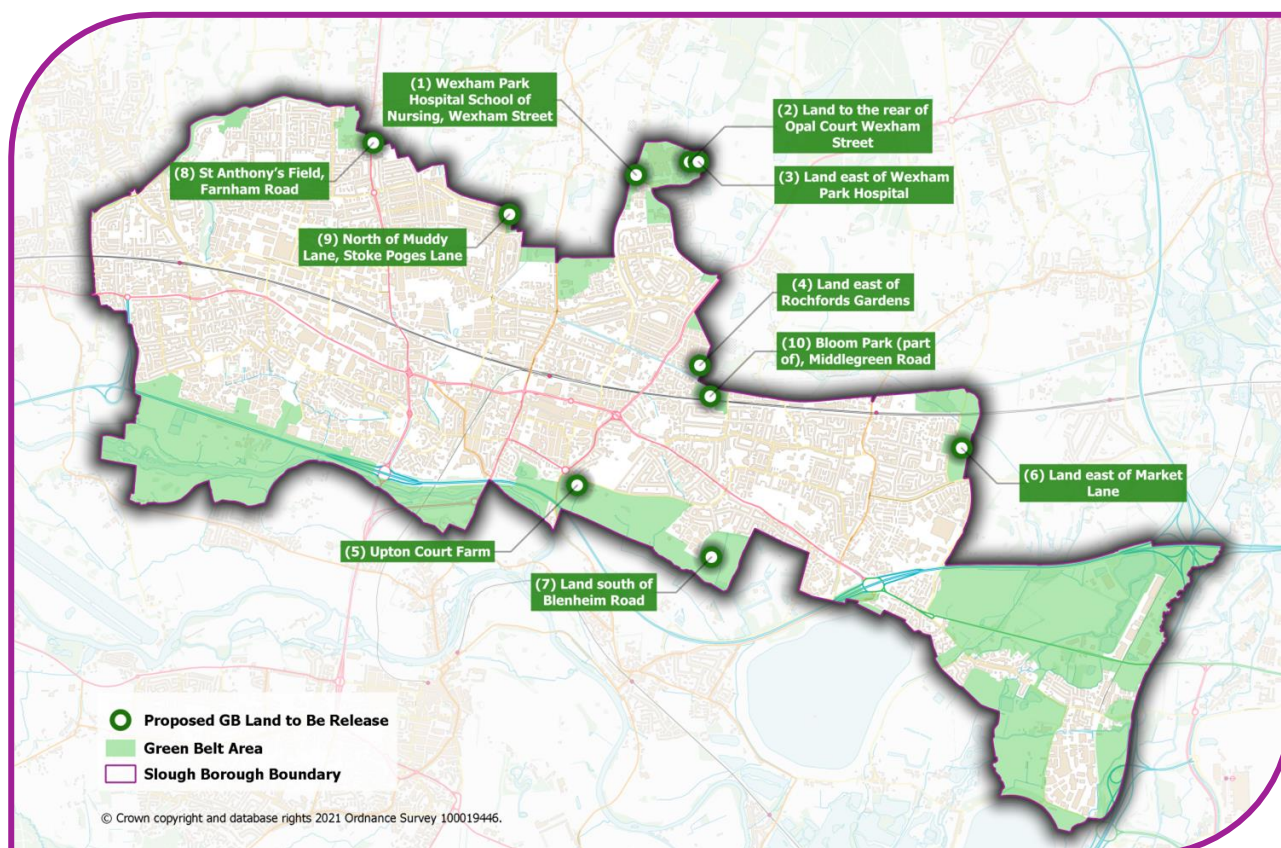 (1) Wexham Park
Hospital School of
Nursing, Wexham Street
(2) Land to the rear of
Opal Court Wexham
Street
(8) St Anthony's Field,
Farnham Road
(3) Land east of Wexham
Park Hospital
(9) North of Muddy
Lane, Stoke Poges Lane
(4) Land east of
Rochfords Gardens
(10) Bloom Park (part
of), Middlegreen Road
(6) Land east of Market
Lane
(5) Upton Court Farm
(7) Land south of
Blenheim Road
Proposed GB Land to Be Release
Green Belt Area
Slough Borough Boundary
© Crown copyright and database rights 2021 Ordnance Survey 100019446.